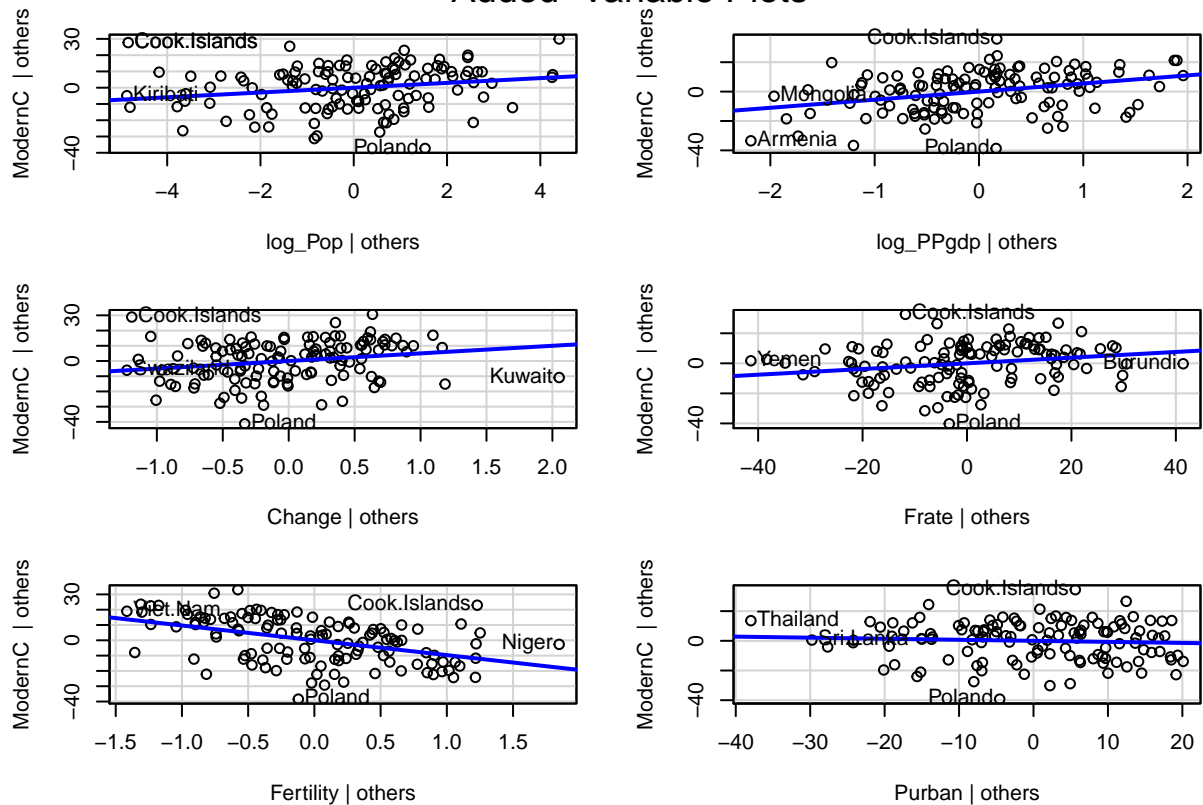 Added−Variable Plots
ModernC | others
30
0
−40
Cook.Islands
Kiribati
Poland
−4 −2 0 2 4
log_Pop | others
ModernC | others
0
−40
Cook.Islands
Mongolia
Armenia
Poland
−2 −1 0 1 2
log_PPgdp | others
ModernC | others
30
0
−40
Cook.Islands
Kuwait
Poland
−1.0 −0.5 0.0 0.5 1.0 1.5 2.0
Change | others
ModernC | others
0
−40
Cook.Islands
Yemen
Burundi
Poland
−40 −20 0 20 40
Frate | others
ModernC | others
30
0
−40
Viet.Nam
Cook.Islands
Niger
Poland
−1.5 −1.0 −0.5 0.0 0.5 1.0 1.5
Fertility | others
ModernC | others
0
−40
Cook.Islands
Thailand
Sri.Lanka
Poland
−40 −30 −20 −10 0 10 20
Purban | others